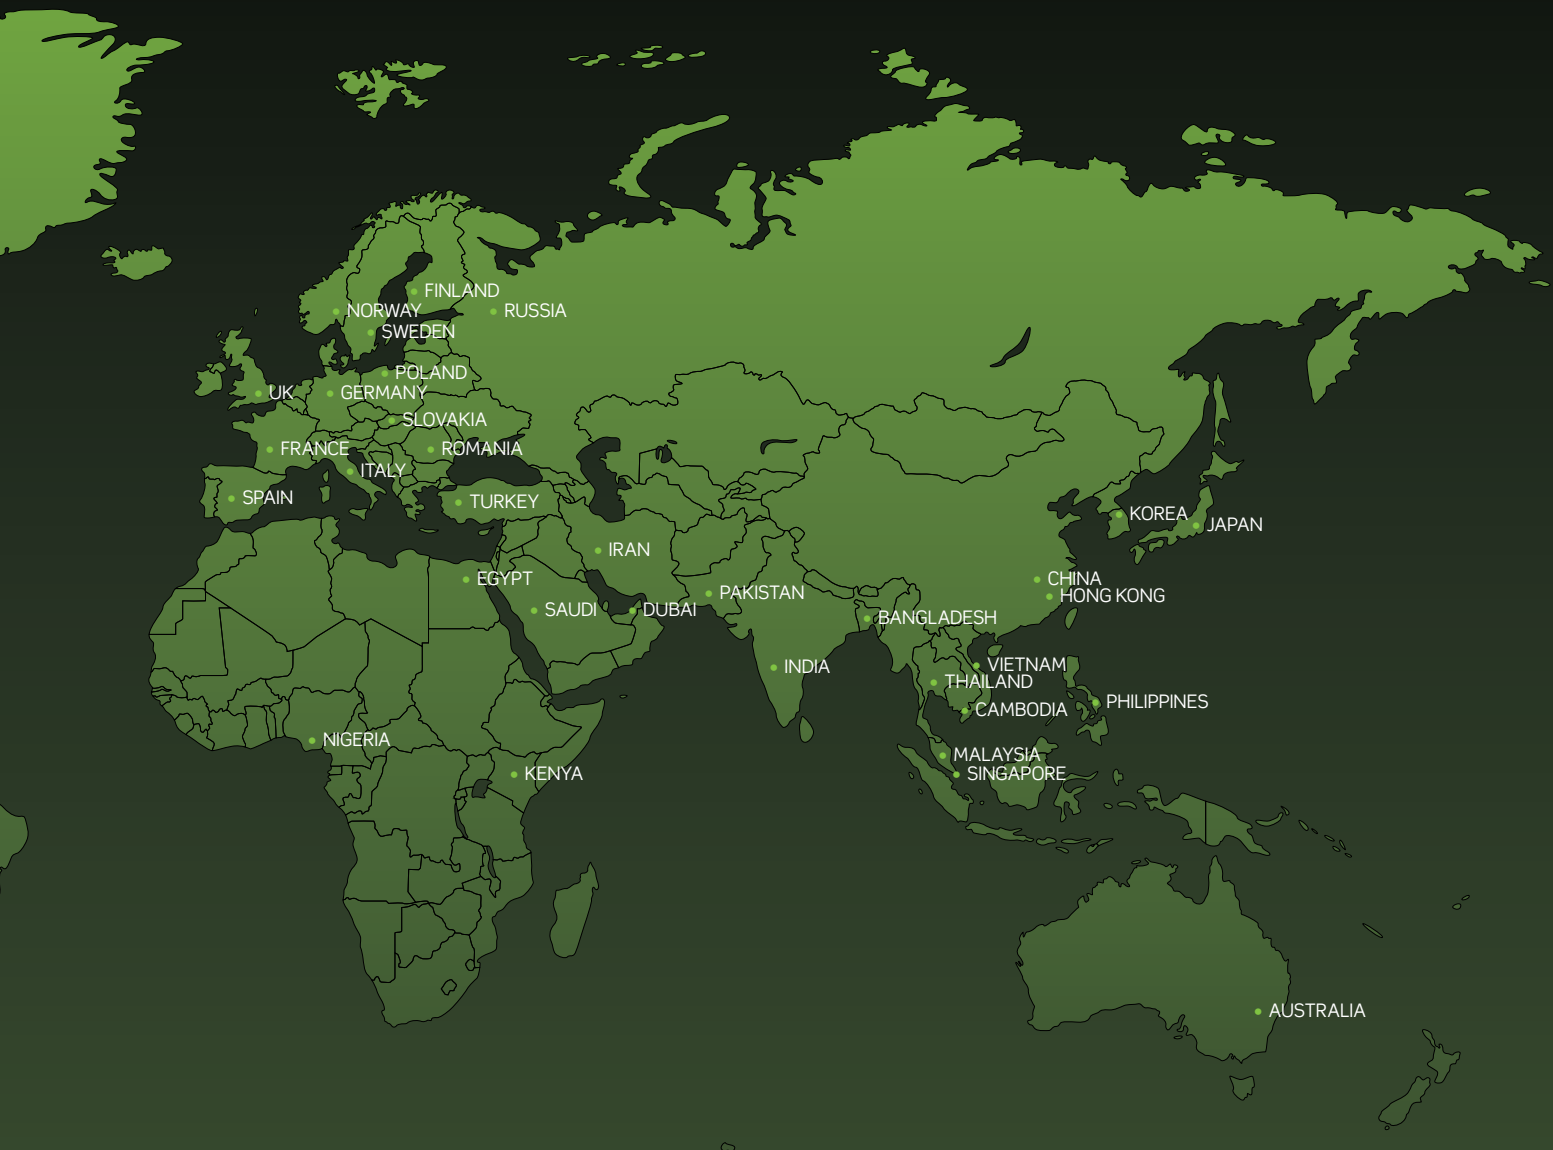 FINLAND
NORWAY
RUSSIA
SWEDEN
POLAND
UK
GERMANY
SLOVAKIA
FRANCE
ROMANIA
ITALY
SPAIN
TURKEY
KOREA
JAPAN
IRAN
EGYPT
CHINA
PAKISTAN
HONG KONG
SAUDI
DUBAI
BANGLADESH
INDIA
VIETNAM
THAILAND
PHILIPPINES
CAMBODIA
NIGERIA
MALAYSIA
KENYA
SINGAPORE
AUSTRALIA